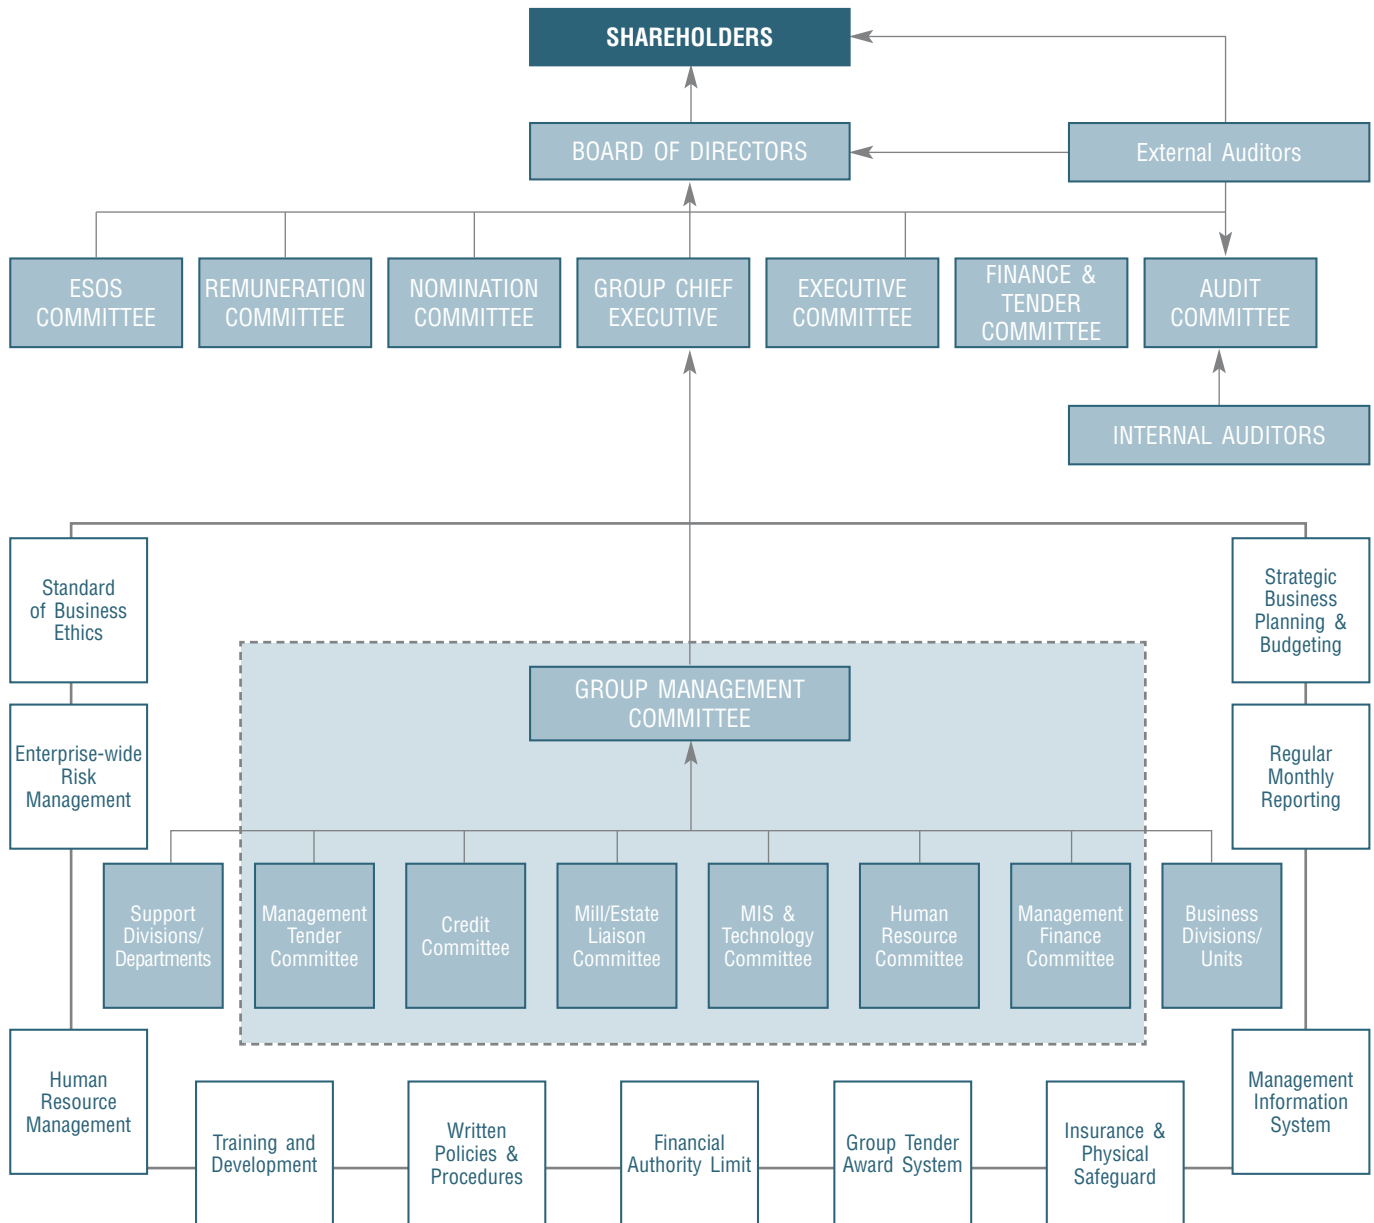 SHAREHOLDERS
BOARD OF DIRECTORS
External Auditors
ESOS
COMMITTEE
REMUNERATION
COMMITTEE
NOMINATION
COMMITTEE
GROUP CHIEF
EXECUTIVE
EXECUTIVE
COMMITTEE
FINANCE &
TENDER
COMMITTEE
AUDIT
COMMITTEE
INTERNAL AUDITORS
Standard
of Business
Ethics
Strategic
Business
Planning &
Budgeting
GROUP MANAGEMENT
COMMITTEE
Enterprise-wide
Risk
Management
Regular
Monthly
Reporting
Support
Divisions/
Departments
Management
Tender
Committee
Credit
Committee
Mill/Estate
Liaison
Committee
MIS &
Technology
Committee
Human
Resource
Committee
Management
Finance
Committee
Business
Divisions/
Units
Human
Resource
Management
Training and
Development
Written
Policies &
Procedures
Financial
Authority Limit
Group Tender
Award System
Insurance &
Physical
Safeguard
Management
Information
System